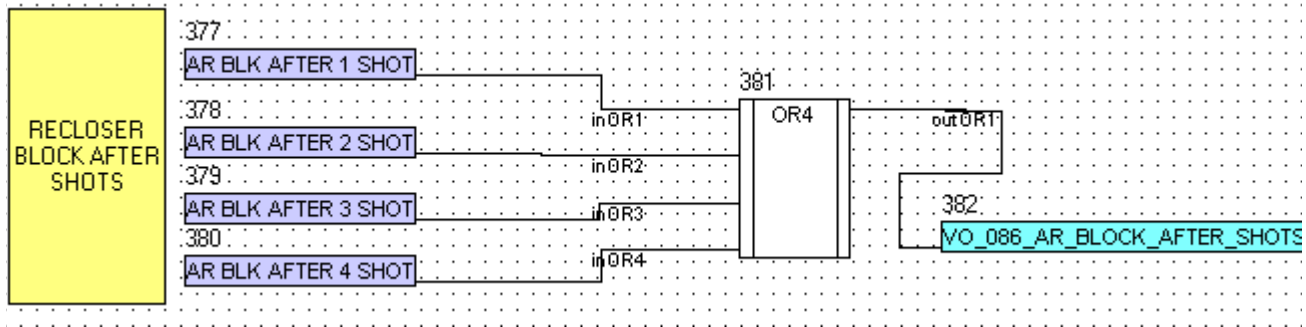 RECLOSER
BLOCK AFTER
SHOTS
377
AR BLK AFTER 1 SHOT
378
AR BLK AFTER 2 SHOT
379
AR BLK AFTER 3 SHOT
380
AR BLK AFTER 4 SHOT
inOR1
inOR2
inOR3
inOR4
381
OR4
outOR1
382
VO_086_AR_BLOCK_AFTER_SHOTS